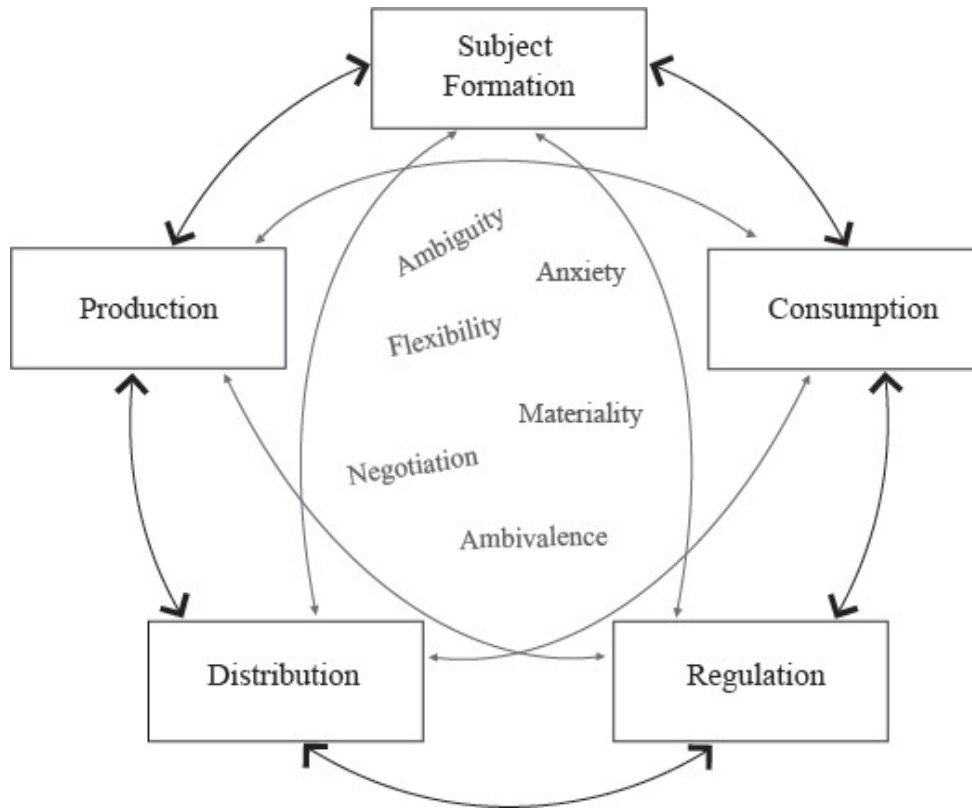 Subject
Formation
Ambiguity
Anxiety
Production
Consumption
Flexibility
Materiality
Negotiation
Ambivalence
Distribution
Regulation